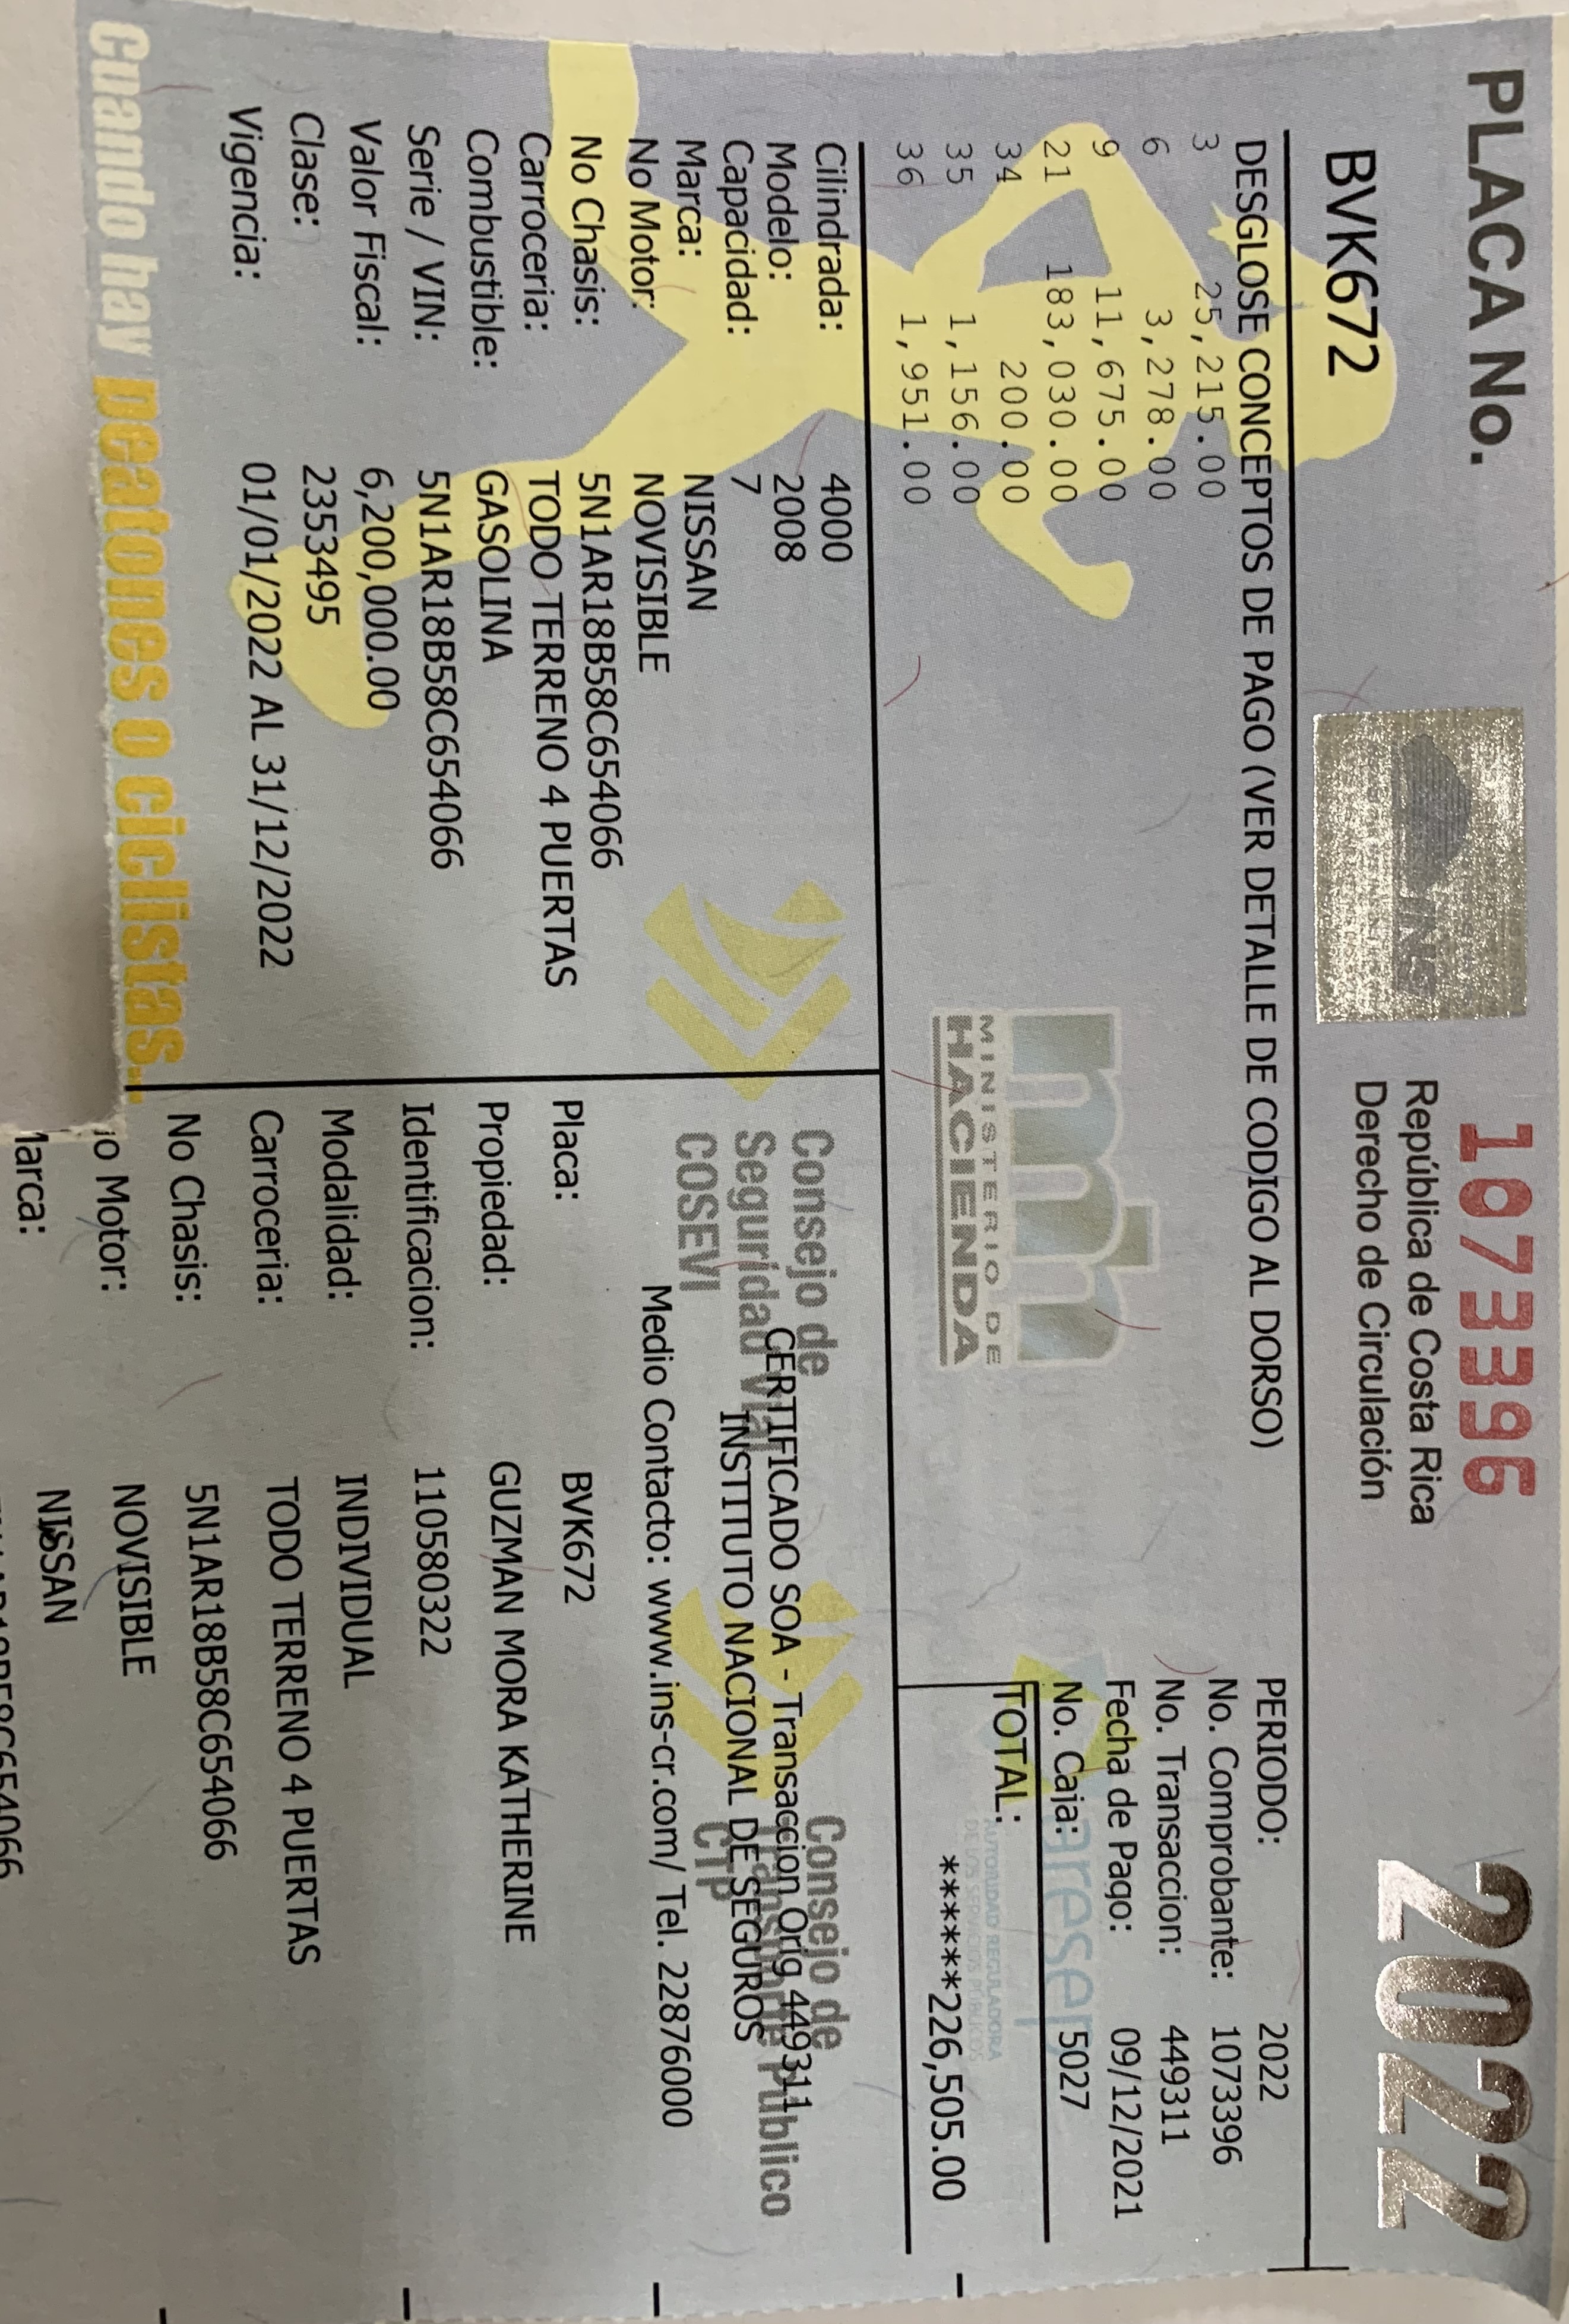 PLACA No.
1073396
República de Costa Rica
Derecho de Circulación
2022
BVK672
INS
DESGLOSE CONCEPTOS DE PAGO (VER DETALLE DE CODIGO AL DORSO)
3 25,215.00
6 3,278.00
9 11,675.00
21 183,030.00
34 200.00
35 1,156.00
36 1,951.00
mh
MINISTERIO DE
HACIENDA
PERIODO: 2022
No. Comprobante: 1073396
No. Transaccion: 449311
Fecha de Pago: 09/12/2021
No. Caja: 5027
aresep
AUTORIDAD REGULADORA
DE LOS SERVICIOS PÚBLICOS
TOTAL:
******226,505.00
Cilindrada: 4000
Modelo: 2008
Capacidad: 7
Marca: NISSAN
No Motor: NOVISIBLE
No Chasis: 5N1AR18B58C654066
Carroceria: TODO TERRENO 4 PUERTAS
Combustible: GASOLINA
Serie / VIN: 5N1AR18B58C654066
Valor Fiscal: 6,200,000.00
Clase: 2353495
Vigencia: 01/01/2022 AL 31/12/2022
Cuando hay peatones o ciclistas...
Consejo de
Seguridad Vial
COSEVI
Consejo de
Transporte Público
CTP
CERTIFICADO SOA - Transaccion Orig 449311
INSTITUTO NACIONAL DE SEGUROS
Medio Contacto: www.ins-cr.com/ Tel. 22876000
Placa: BVK672
Propiedad: GUZMAN MORA KATHERINE
Identificacion: 110580322
Modalidad: INDIVIDUAL
Carroceria: TODO TERRENO 4 PUERTAS
No Chasis: 5N1AR18B58C654066
o Motor: NOVISIBLE
arca: NISSAN